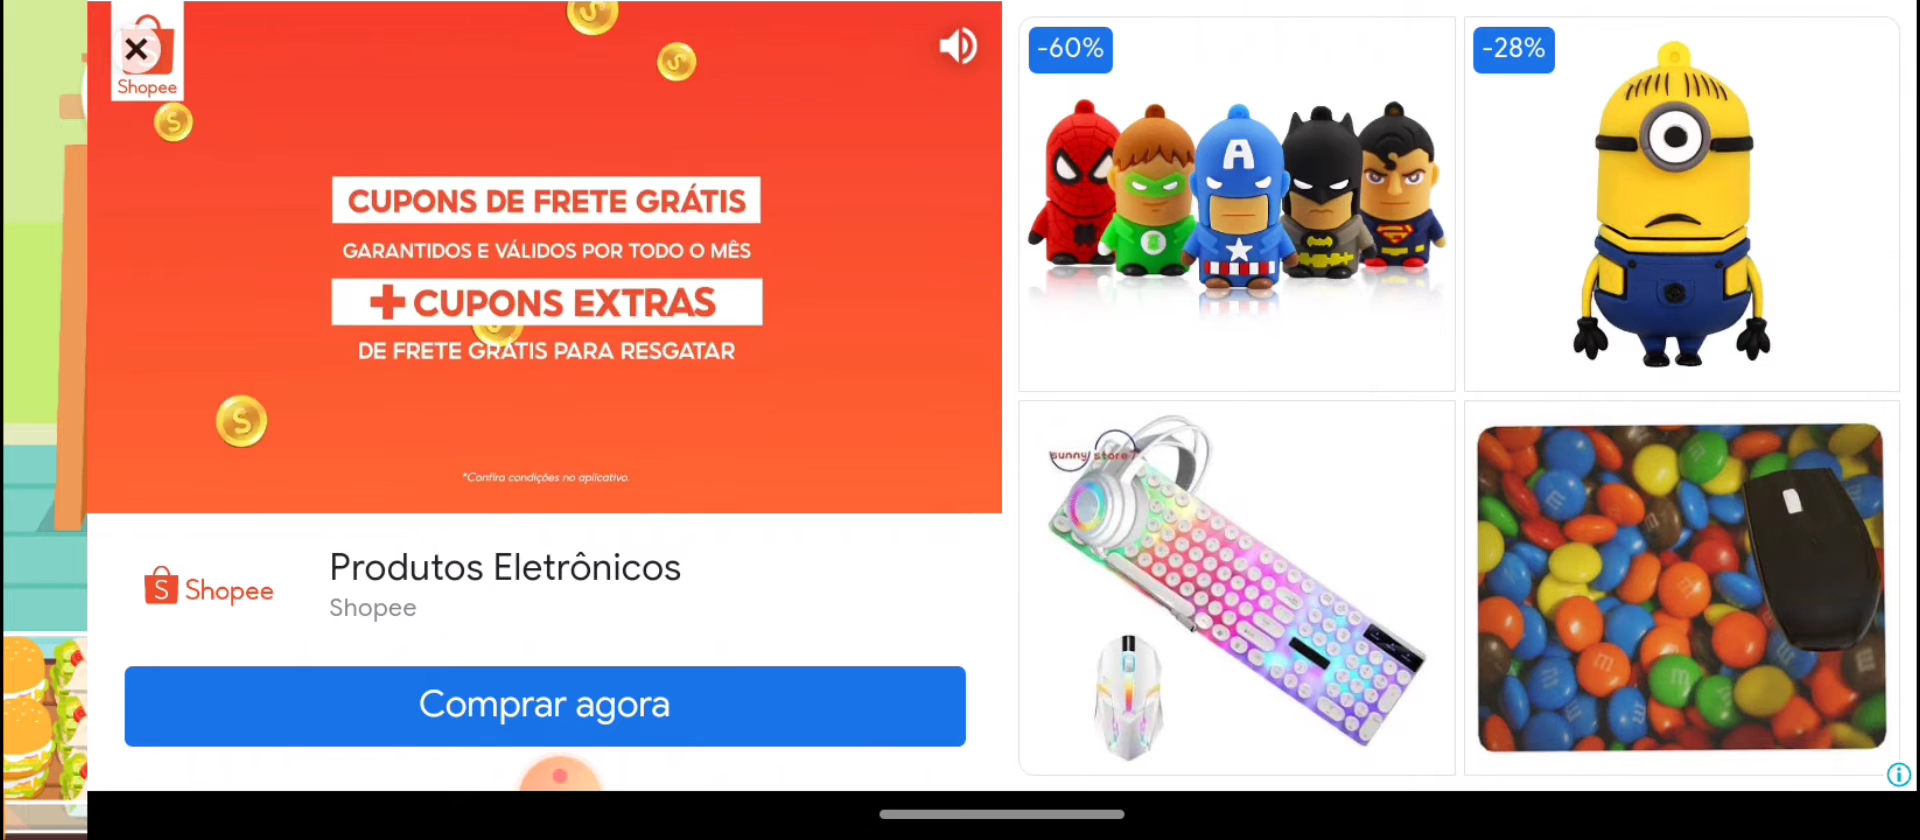 Shopee
CUPONS DE FRETE GRÁTIS
GARANTIDOS E VÁLIDOS POR TODO O MÊS
+CUPONS EXTRAS
DE FRETE GRÁTIS PARA RESGATAR
*Confira condições no aplicativo.
Shopee
Produtos Eletrônicos
Shopee
Comprar agora
-60%
-28%
sunny store